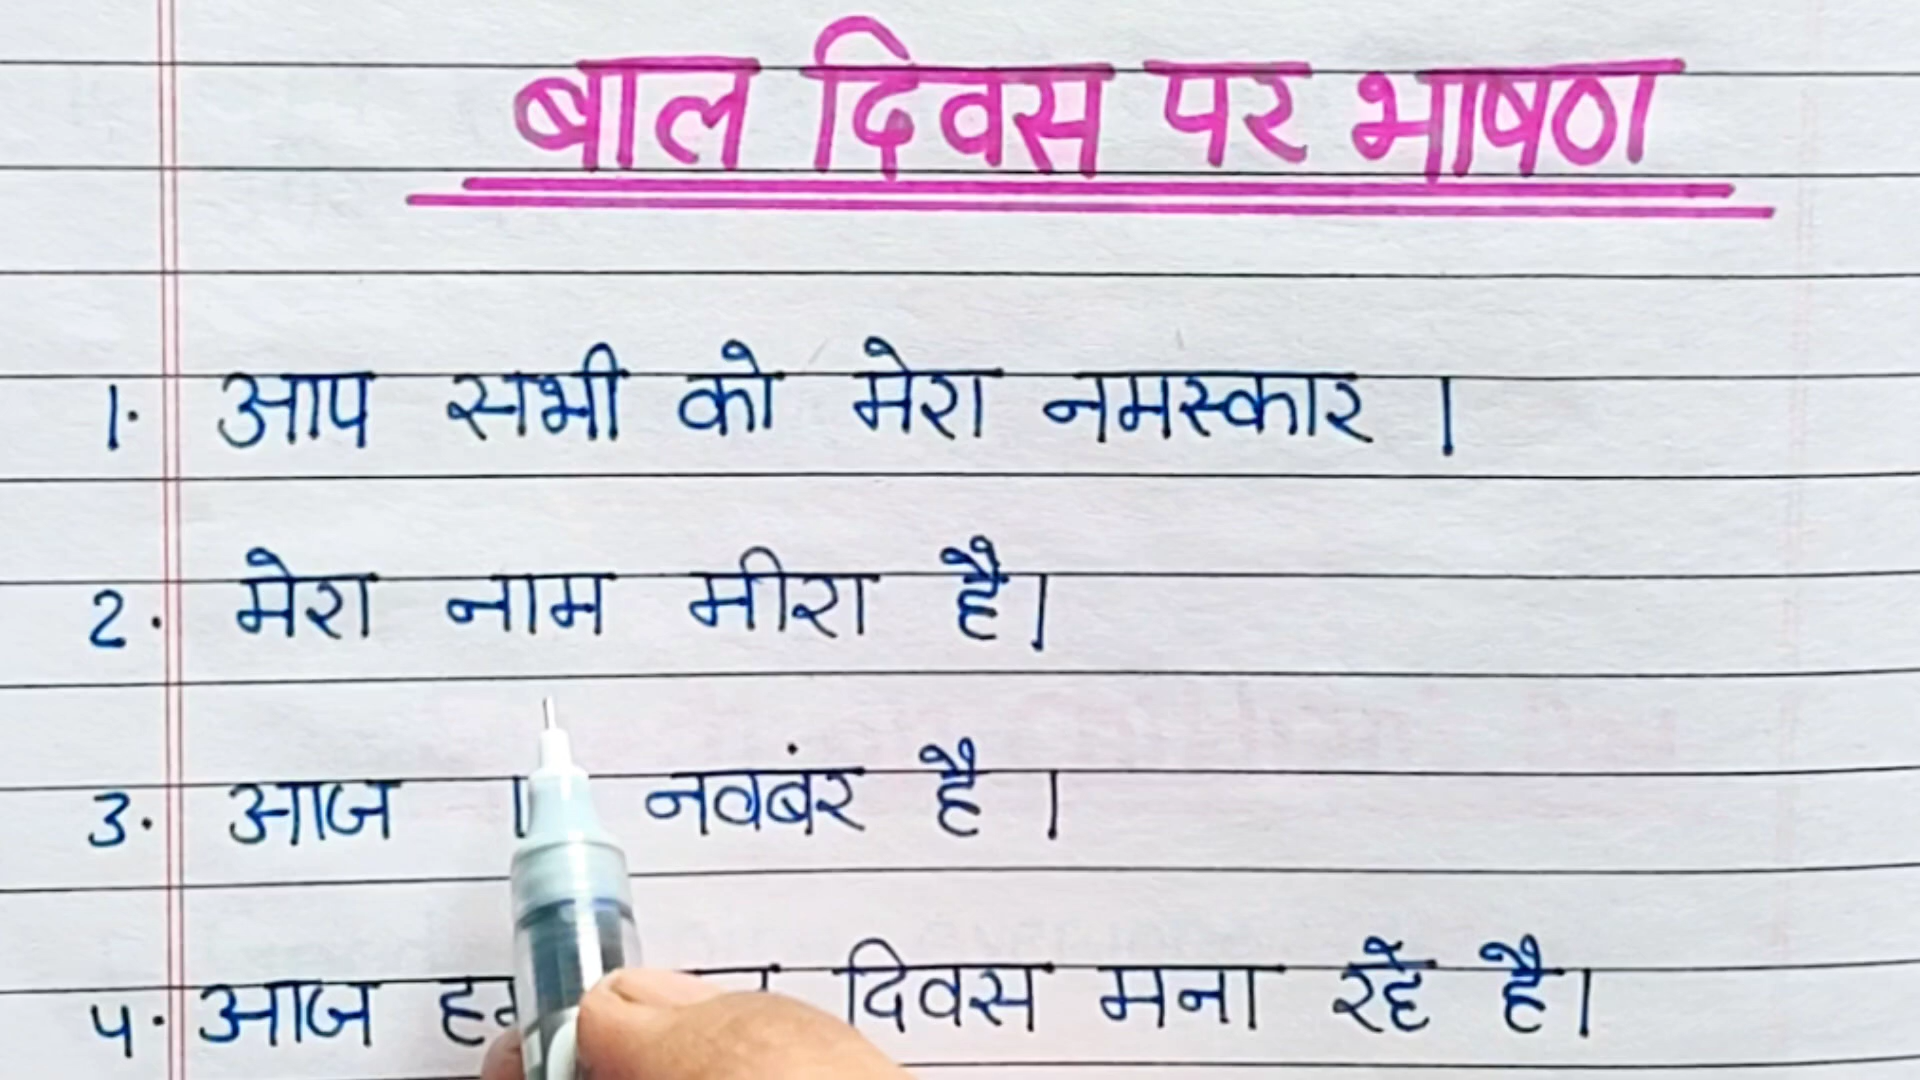 बाल दिवस पर भाषण
1. आप सभी को मेरा नमस्कार ।
2. मेरा नाम मीरा है।
3. आज नवबंर है ।
4. आज दिवस मना रहे है।